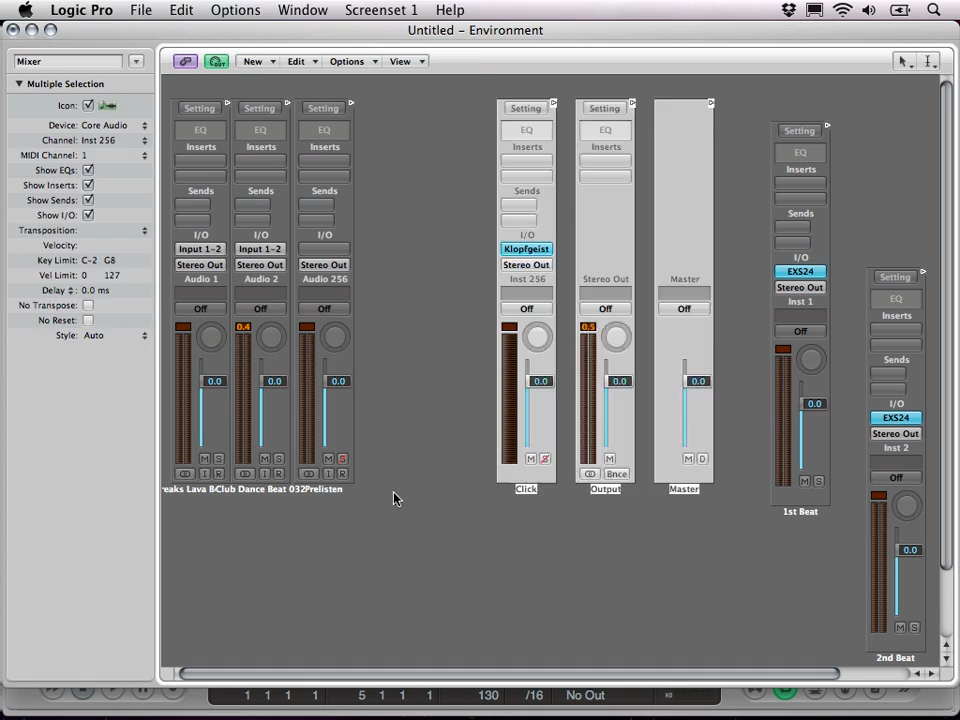 Logic Pro File Edit Options Window Screenset 1 Help
Untitled – Environment
Mixer
New Edit Options View
Multiple Selection
Icon:
Device: Core Audio
Channel: Inst 256
MIDI Channel: 1
Show EQs:
Show Inserts:
Show Sends:
Show I/O:
Transposition:
Velocity:
Key Limit: C-2 G8
Vel Limit: 0 127
Delay : 0.0 ms
No Transpose:
No Reset:
Style: Auto
Setting Setting Setting Setting Setting
EQ EQ EQ EQ EQ
Inserts Inserts Inserts Inserts Inserts
Sends Sends Sends Sends
I/O I/O I/O I/O
Input 1-2 Input 1-2 Klopfgeist
Stereo Out Stereo Out Stereo Out Stereo Out
Audio 1 Audio 2 Audio 256 Inst 256 Stereo Out Master
Off Off Off Off Off Off
0.4 0.5
0.0 0.0 0.0 0.0 0.0 0.0
M S M S M S M S M M D
I R I R I R Bnce
reaks Lava B Club Dance Beat 032 Prelisten Click Output Master
Setting
EQ
Inserts
Sends
I/O
EXS24
Stereo Out
Inst 1
Off
0.0
M S
1st Beat
Setting
EQ
Inserts
Sends
I/O
EXS24
Stereo Out
Inst 2
Off
0.0
M S
2nd Beat
1 1 1 1 5 1 1 1 130 /16 No Out